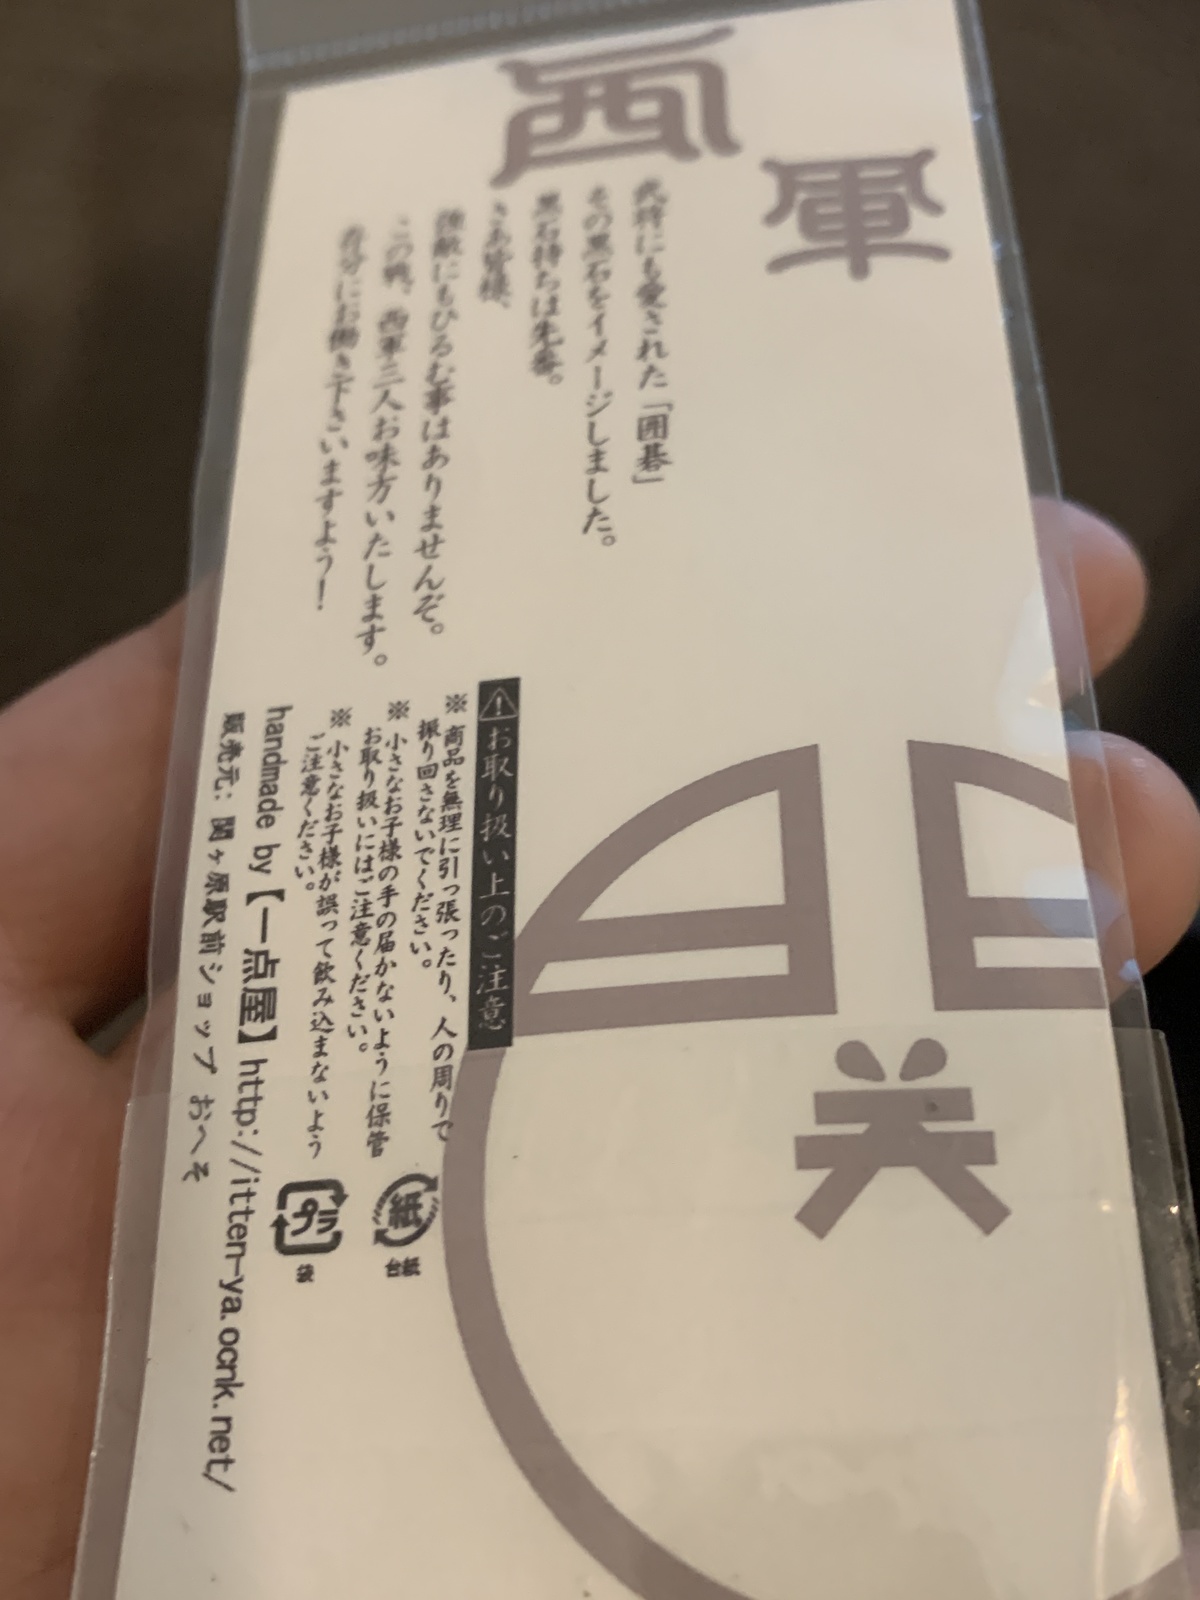 西軍
武将にも愛された「囲碁」
その黒石をイメージしました。
黒石持ちは先番。
さあ皆様、
強敵にもひるむ事はありませんぞ。
この戦、西軍三人お味方いたします。
存分にお働き下さいますよう！
お取り扱い上のご注意
※商品を無理に引っ張ったり、人の周りで
振り回さないでください。
※小さなお子様の手の届かないように保管
お取り扱いにはご注意ください。
※小さなお子様が誤って飲み込まないよう
ご注意ください。
handmade by【一点屋】http://itten-ya.ocnk.net/
販売元：関ヶ原駅前ショップ おへそ
紙
台紙
プラ
袋